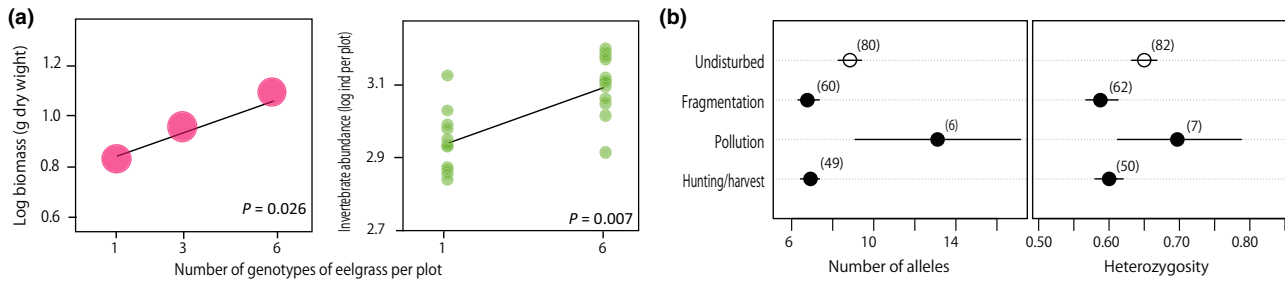 (a)
Log biomass (g dry wight)
1.2
1.0
0.8
0.6
P = 0.026
1 3 6
Invertebrate abundance (log ind per plot)
3.1
2.9
2.7
P = 0.007
1 6
Number of genotypes of eelgrass per plot
(b)
Undisturbed
Fragmentation
Pollution
Hunting/harvest
(80)
(60)
(6)
(49)
6 10 14
Number of alleles
(82)
(62)
(7)
(50)
0.50 0.60 0.70 0.80
Heterozygosity